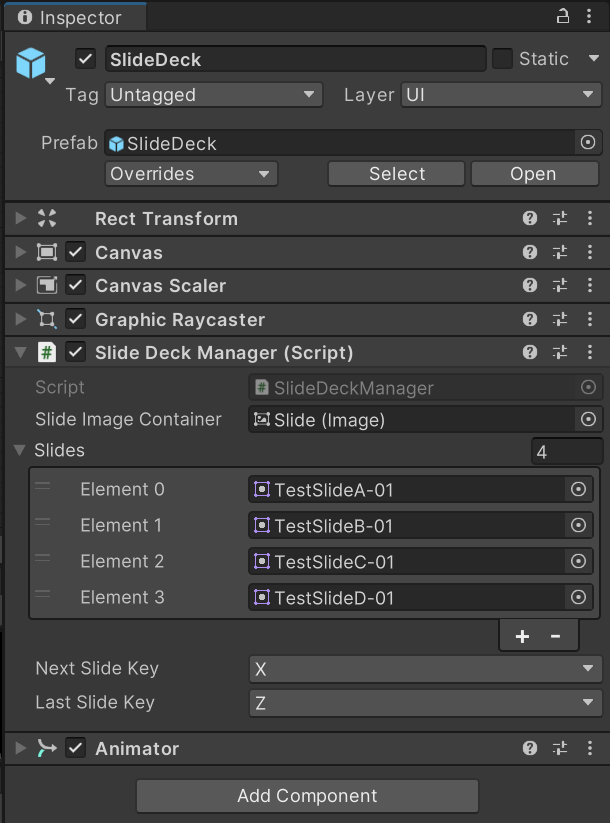 Inspector
SlideDeck Static
Tag Untagged Layer UI
Prefab SlideDeck
Overrides Select Open
Rect Transform
Canvas
Canvas Scaler
Graphic Raycaster
# Slide Deck Manager (Script)
Script # SlideDeckManager
Slide Image Container Slide (Image)
Slides 4
Element 0 TestSlideA-01
Element 1 TestSlideB-01
Element 2 TestSlideC-01
Element 3 TestSlideD-01
+ -
Next Slide Key X
Last Slide Key Z
Animator
Add Component